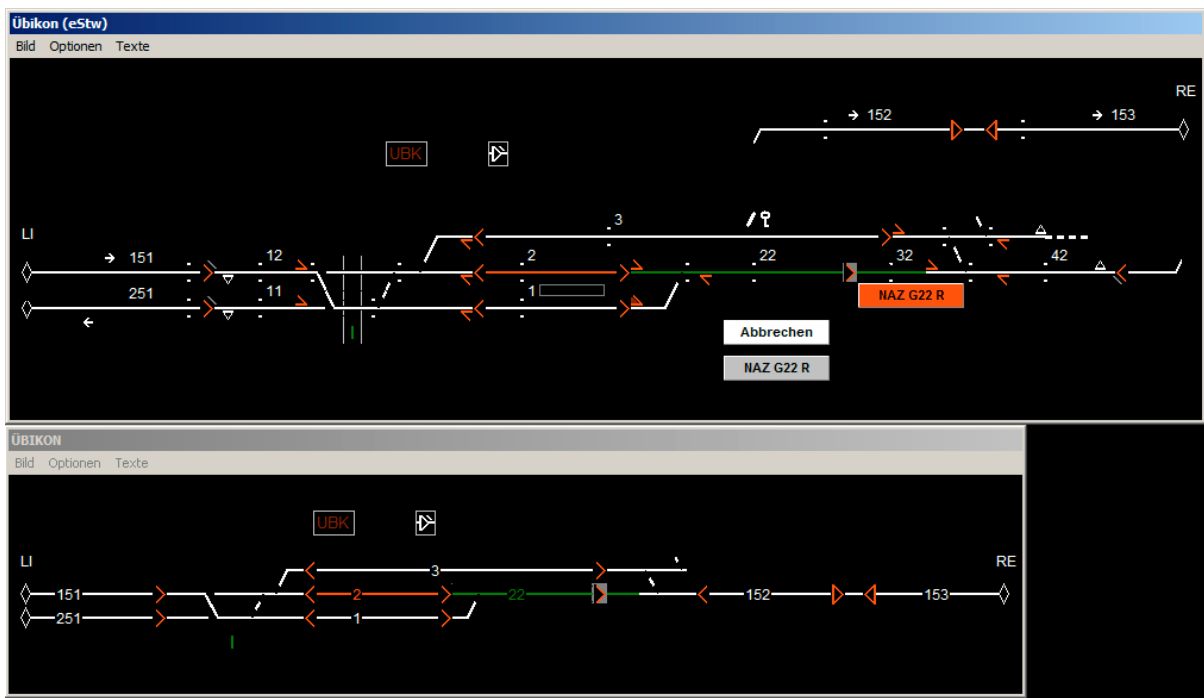 Übikon (eStw)
Bild Optionen Texte
RE
152 153
UBK
3
LI
151 12 2 22 32 42
251 11 1
NAZ G22 R
Abbrechen
NAZ G22 R
ÜBIKON
Bild Optionen Texte
UBK
LI RE
3
151 2 22 152 153
251 1